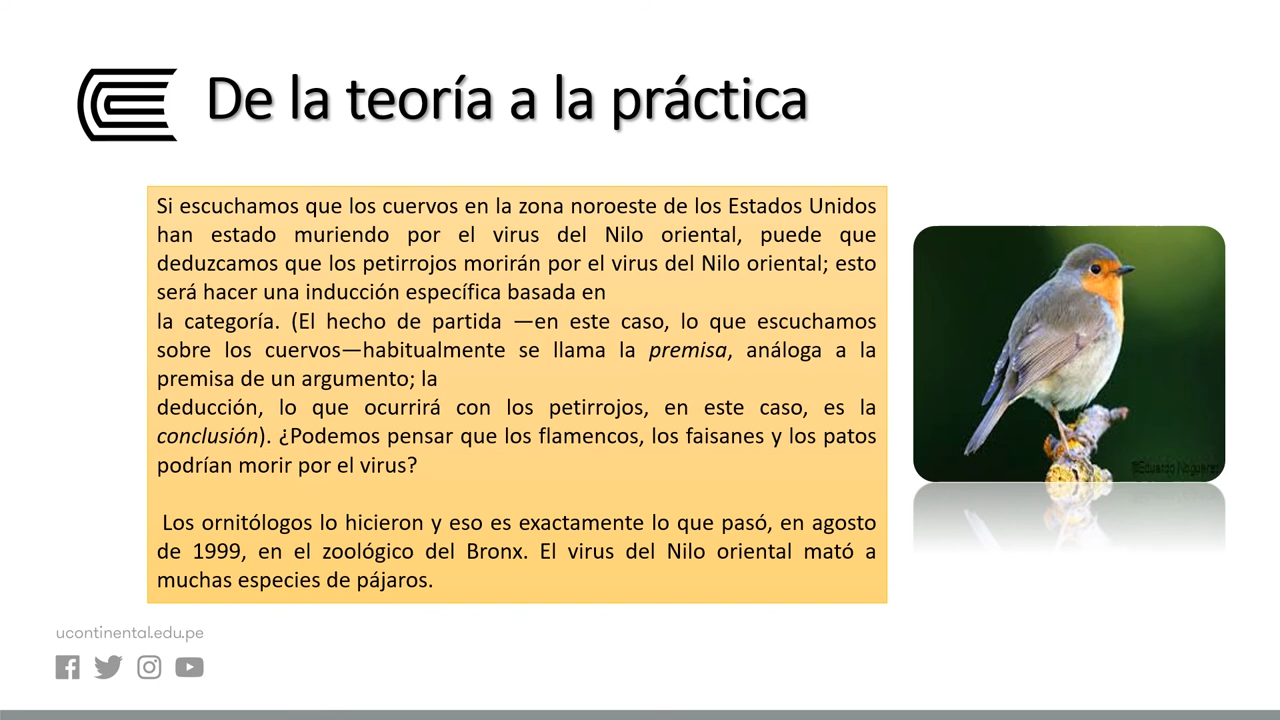 De la teoría a la práctica
Si escuchamos que los cuervos en la zona noroeste de los Estados Unidos
han estado muriendo por el virus del Nilo oriental, puede que
deduzcamos que los petirrojos morirán por el virus del Nilo oriental; esto
será hacer una inducción específica basada en
la categoría. (El hecho de partida —en este caso, lo que escuchamos
sobre los cuervos—habitualmente se llama la premisa, análoga a la
premisa de un argumento; la
deducción, lo que ocurrirá con los petirrojos, en este caso, es la
conclusión). ¿Podemos pensar que los flamencos, los faisanes y los patos
podrían morir por el virus?
Los ornitólogos lo hicieron y eso es exactamente lo que pasó, en agosto
de 1999, en el zoológico del Bronx. El virus del Nilo oriental mató a
muchas especies de pájaros.
©Eduardo Noguera
ucontinental.edu.pe